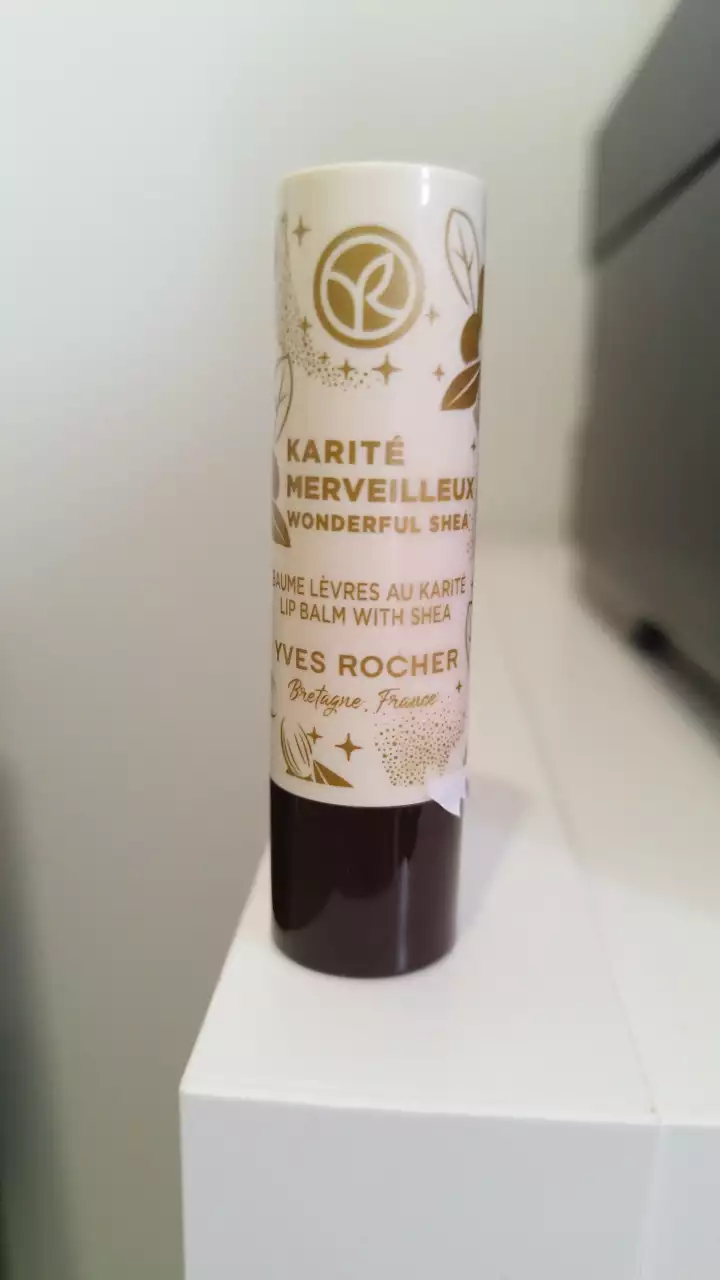 KARITÉ
MERVEILLEUX
WONDERFUL SHEA
BAUME LÈVRES AU KARITÉ
LIP BALM WITH SHEA
YVES ROCHER
Bretagne, France